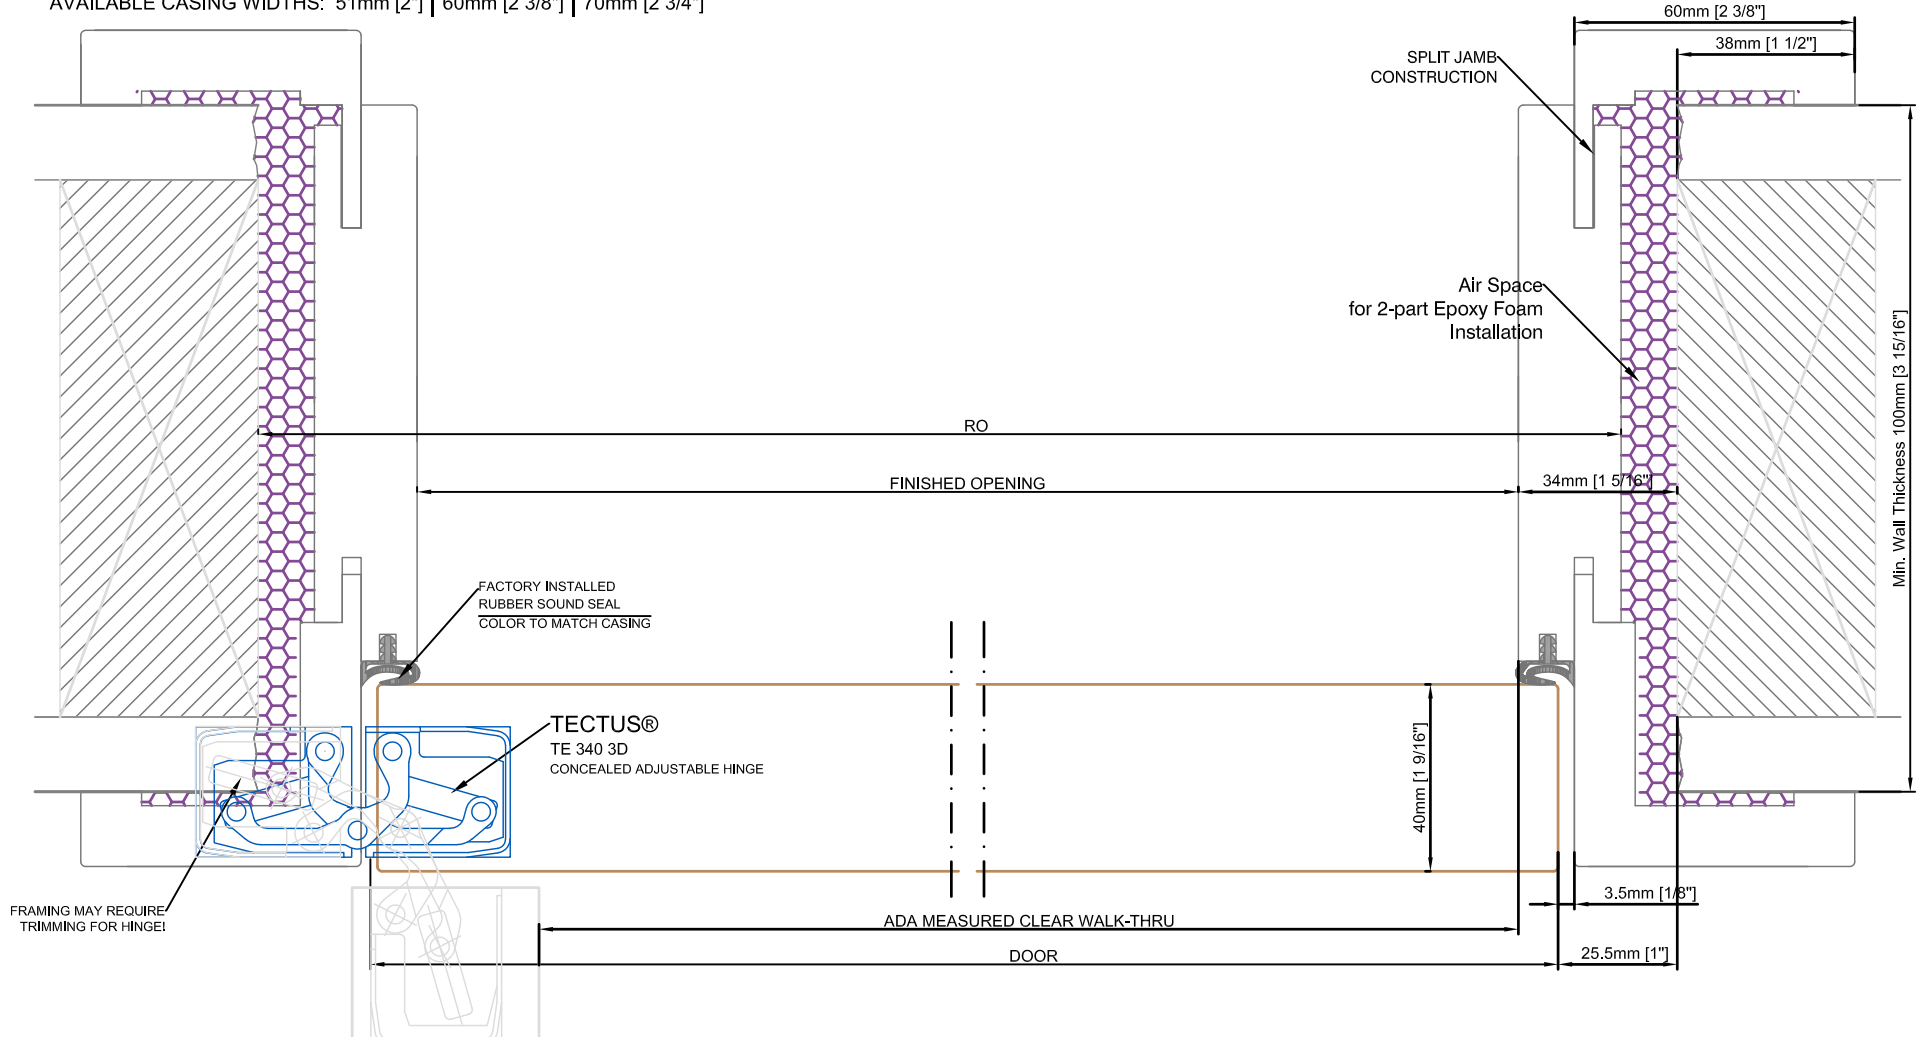 AVAILABLE CASING WIDTHS: 51mm [2"] | 60mm [2 3/8"] | 70mm [2 3/4"]
60mm [2 3/8"]
38mm [1 1/2"]
SPLIT JAMB
CONSTRUCTION
Air Space
for 2-part Epoxy Foam
Installation
Min. Wall Thickness 100mm [3 15/16"]
RO
FINISHED OPENING
34mm [1 5/16"]
FACTORY INSTALLED
RUBBER SOUND SEAL
COLOR TO MATCH CASING
TECTUS®
TE 340 3D
CONCEALED ADJUSTABLE HINGE
40mm [1 9/16"]
3.5mm [1/8"]
FRAMING MAY REQUIRE
TRIMMING FOR HINGE!
ADA MEASURED CLEAR WALK-THRU
DOOR
25.5mm [1"]